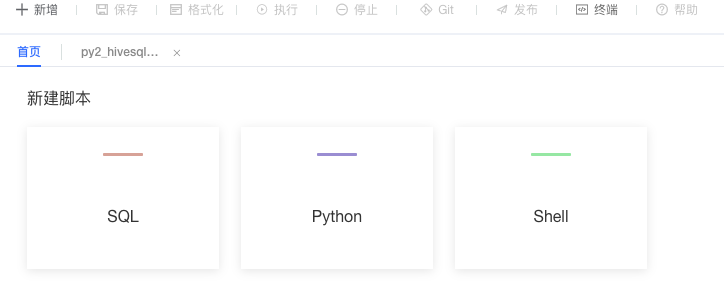 新增 保存 格式化 执行 停止 Git 发布 终端 帮助
首页 py2_hivesql...
新建脚本
SQL Python Shell